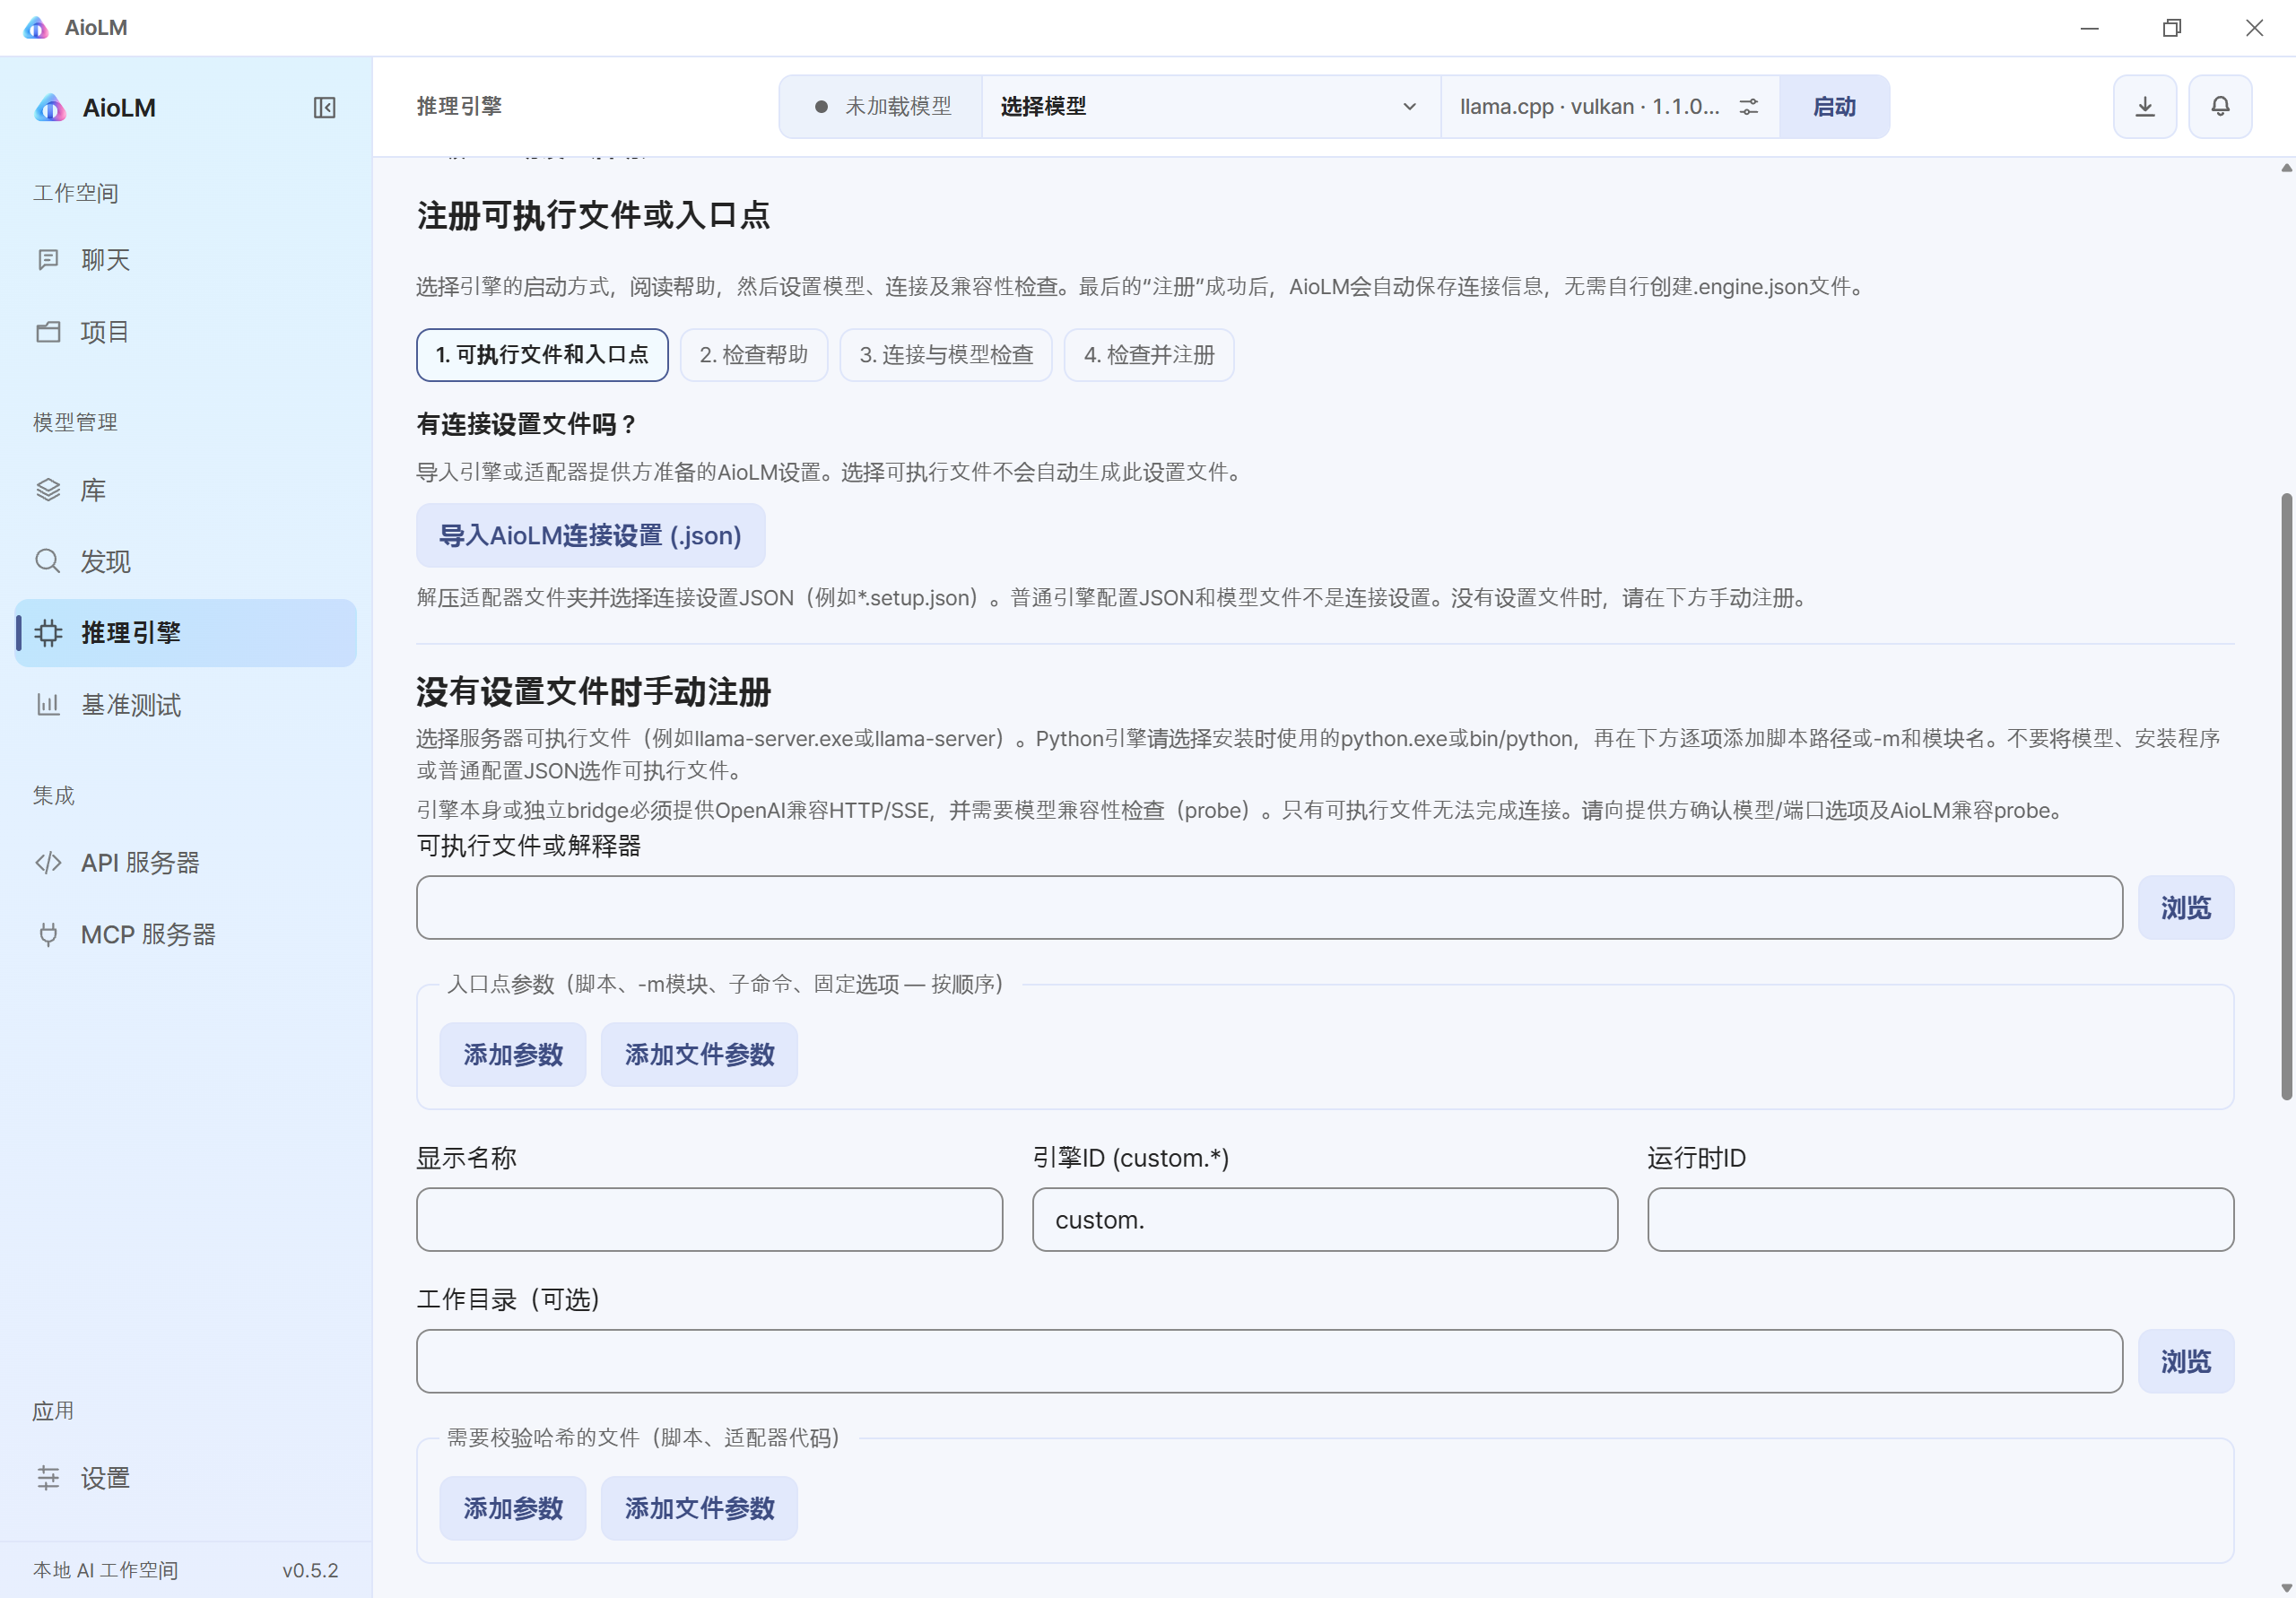 AioLM
AioLM
工作空间
聊天
项目
模型管理
库
发现
推理引擎
基准测试
集成
API 服务器
MCP 服务器
应用
设置
本地 AI 工作空间 v0.5.2
推理引擎
未加载模型
选择模型
llama.cpp · vulkan · 1.1.0...
启动
注册可执行文件或入口点
选择引擎的启动方式，阅读帮助，然后设置模型、连接及兼容性检查。最后的“注册”成功后，AioLM会自动保存连接信息，无需自行创建.engine.json文件。
1. 可执行文件和入口点
2. 检查帮助
3. 连接与模型检查
4. 检查并注册
有连接设置文件吗？
导入引擎或适配器提供方准备的AioLM设置。选择可执行文件不会自动生成此设置文件。
导入AioLM连接设置 (.json)
解压适配器文件夹并选择连接设置JSON（例如*.setup.json）。普通引擎配置JSON和模型文件不是连接设置。没有设置文件时，请在下方手动注册。
没有设置文件时手动注册
选择服务器可执行文件（例如llama-server.exe或llama-server）。Python引擎请选择安装时使用的python.exe或bin/python，再在下方逐项添加脚本路径或-m和模块名。不要将模型、安装程序
或普通配置JSON选作可执行文件。
引擎本身或独立bridge必须提供OpenAI兼容HTTP/SSE，并需要模型兼容性检查（probe）。只有可执行文件无法完成连接。请向提供方确认模型/端口选项及AioLM兼容probe。
可执行文件或解释器
浏览
入口点参数（脚本、-m模块、子命令、固定选项 — 按顺序）
添加参数
添加文件参数
显示名称
引擎ID (custom.*)
运行时ID
custom.
工作目录（可选）
浏览
需要校验哈希的文件（脚本、适配器代码）
添加参数
添加文件参数